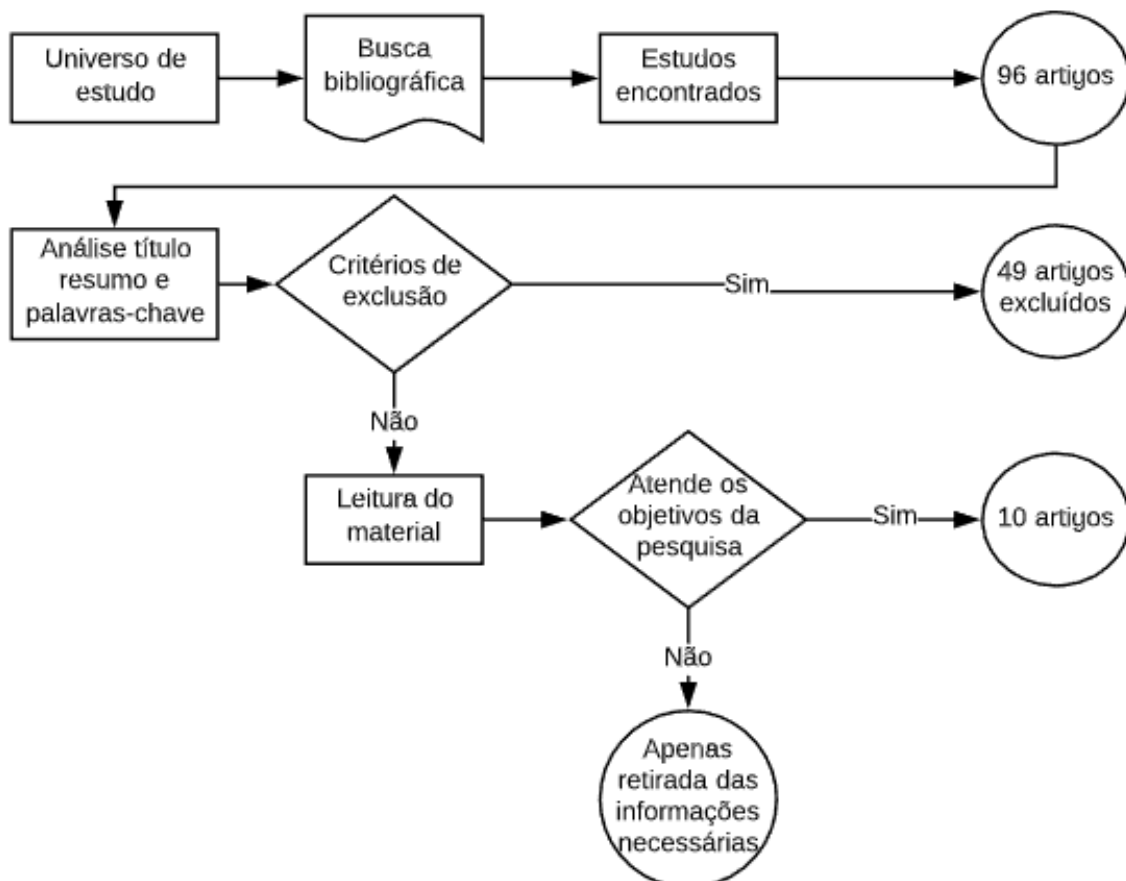 Universo de
estudo
Busca
bibliográfica
Estudos
encontrados
96 artigos
Análise título
resumo e
palavras-chave
Critérios de
exclusão
Sim
49 artigos
excluídos
Não
Leitura do
material
Atende os
objetivos da
pesquisa
Sim
10 artigos
Não
Apenas
retirada das
informações
necessárias